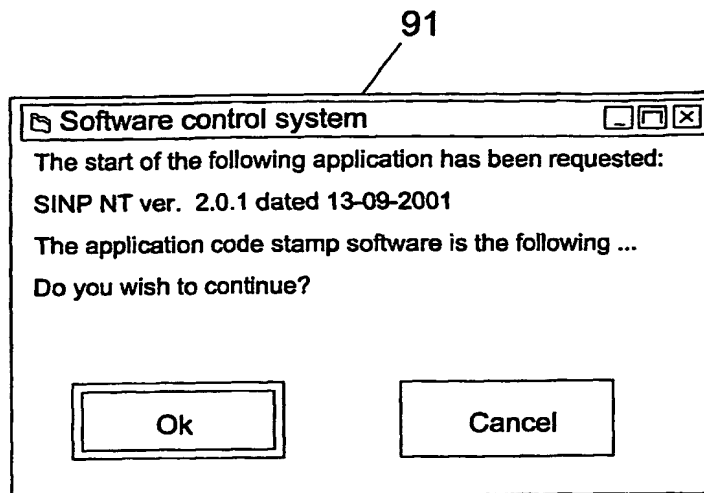 91
Software control system
The start of the following application has been requested:
SINP NT ver. 2.0.1 dated 13-09-2001
The application code stamp software is the following ...
Do you wish to continue?
Ok Cancel